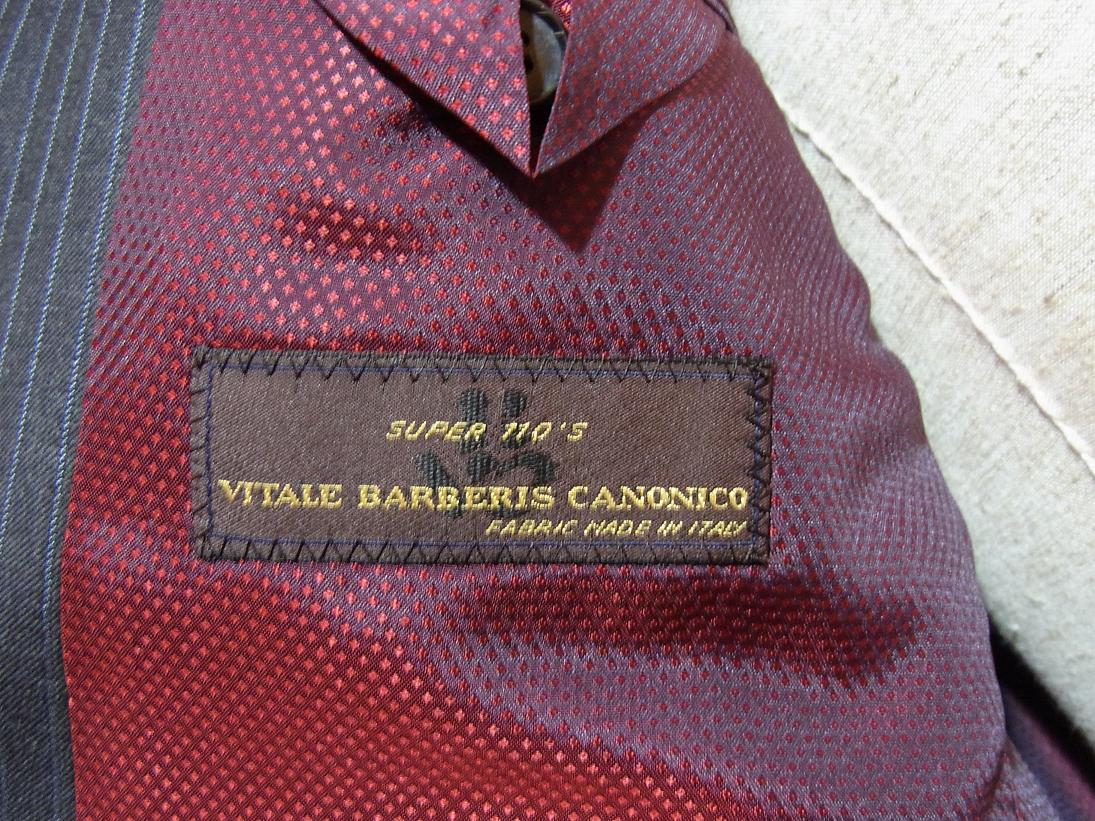 SUPER 110'S
VITALE BARBERIS CANONICO
FABRIC MADE IN ITALY